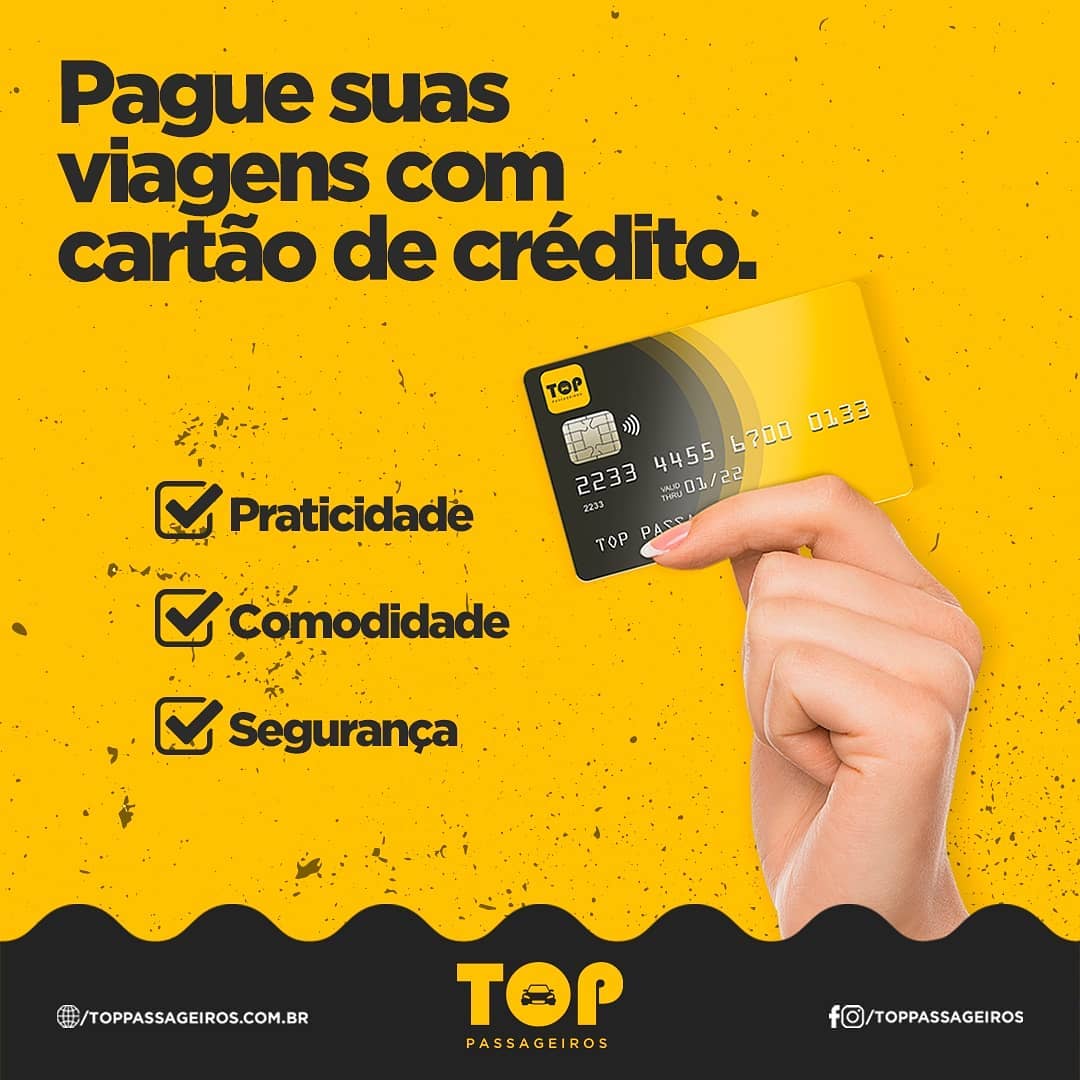 Pague suas
viagens com
cartão de crédito.
TOP
PASSAGEIROS
2233 4455 6700 0133
2233
VALID
THRU 01/22
TOP PASSA
Praticidade
Comodidade
Segurança
TOP
PASSAGEIROS
/TOPPASSAGEIROS.COM.BR
/TOPPASSAGEIROS